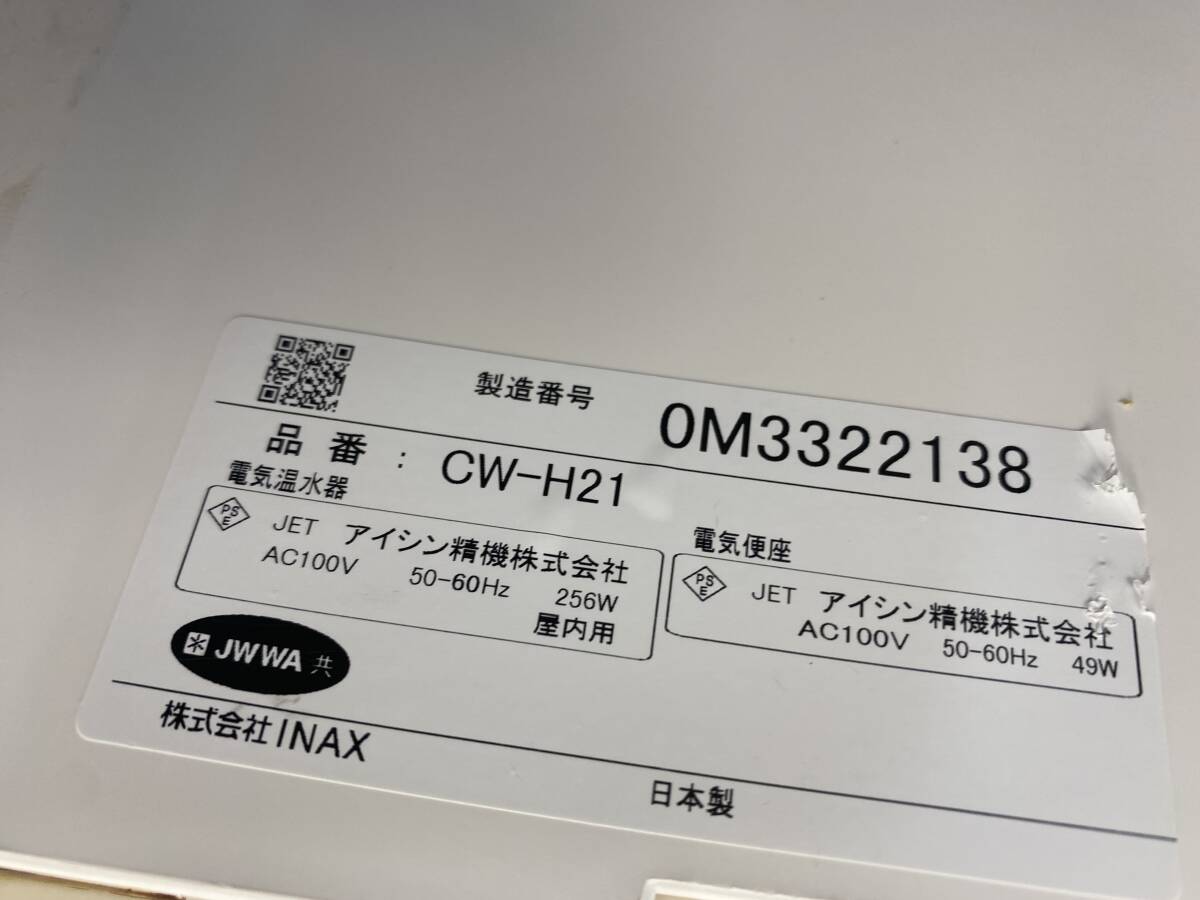 製造番号 0M3322138
品番 : CW-H21
電気温水器
PSE JET アイシン精機株式会社
AC100V 50-60Hz 256W
屋内用
電気便座
PSE JET アイシン精機株式会社
AC100V 50-60Hz 49W
JWWA 共
株式会社INAX
日本製